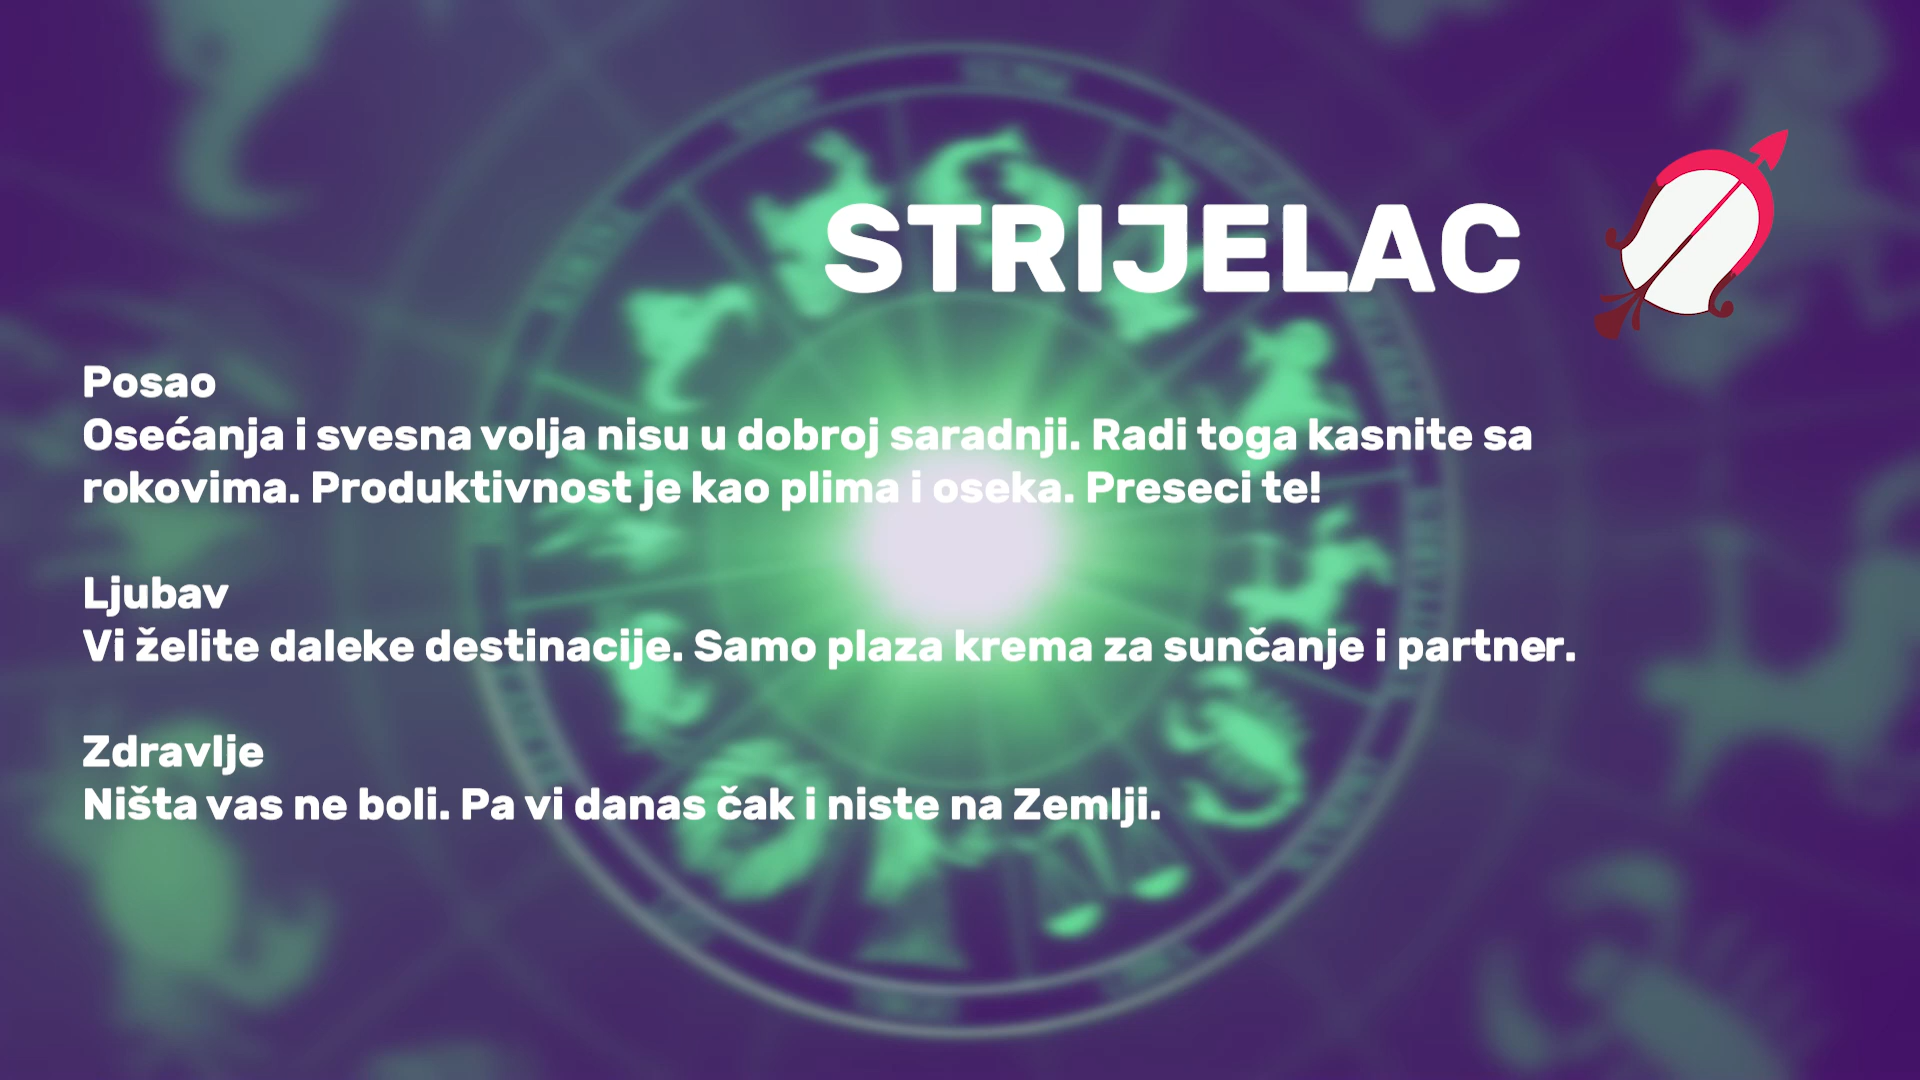 STRIJELAC
Posao
Osećanja i svesna volja nisu u dobroj saradnji. Radi toga kasnite sa
rokovima. Produktivnost je kao plima i oseka. Preseci te!
Ljubav
Vi želite daleke destinacije. Samo plaza krema za sunčanje i partner.
Zdravlje
Ništa vas ne boli. Pa vi danas čak i niste na Zemlji.